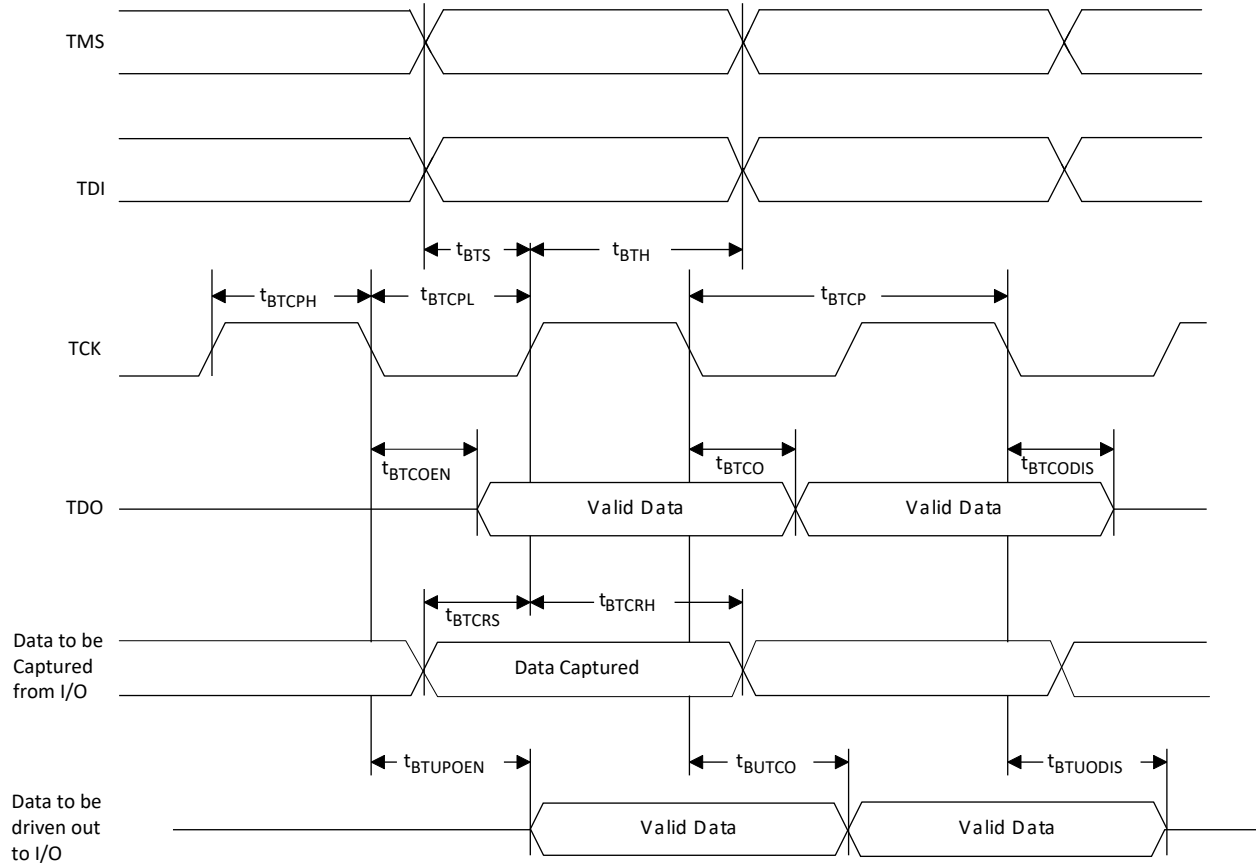 TMS
TDI
tBTS
tBTH
tBTCPH
tBTCPL
tBTCP
TCK
tBTCOEN
tBTCO
tBTCODIS
TDO
Valid Data
Valid Data
tBTCRS
tBTCRH
Data to be
Captured
from I/O
Data Captured
tBTUPOEN
tBUTCO
tBTUODIS
Data to be
driven out
to I/O
Valid Data
Valid Data